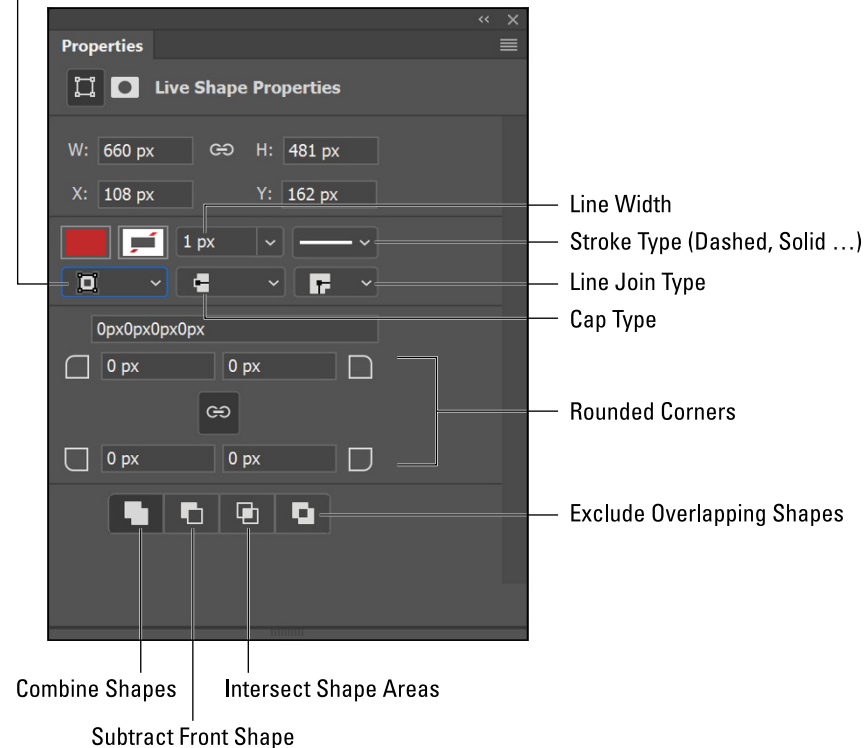 Properties
Live Shape Properties
W: 660 px H: 481 px
X: 108 px Y: 162 px
Line Width
1 px
Stroke Type (Dashed, Solid …)
Line Join Type
Cap Type
0px0px0px0px
0 px 0 px
Rounded Corners
0 px 0 px
Exclude Overlapping Shapes
Combine Shapes
Intersect Shape Areas
Subtract Front Shape